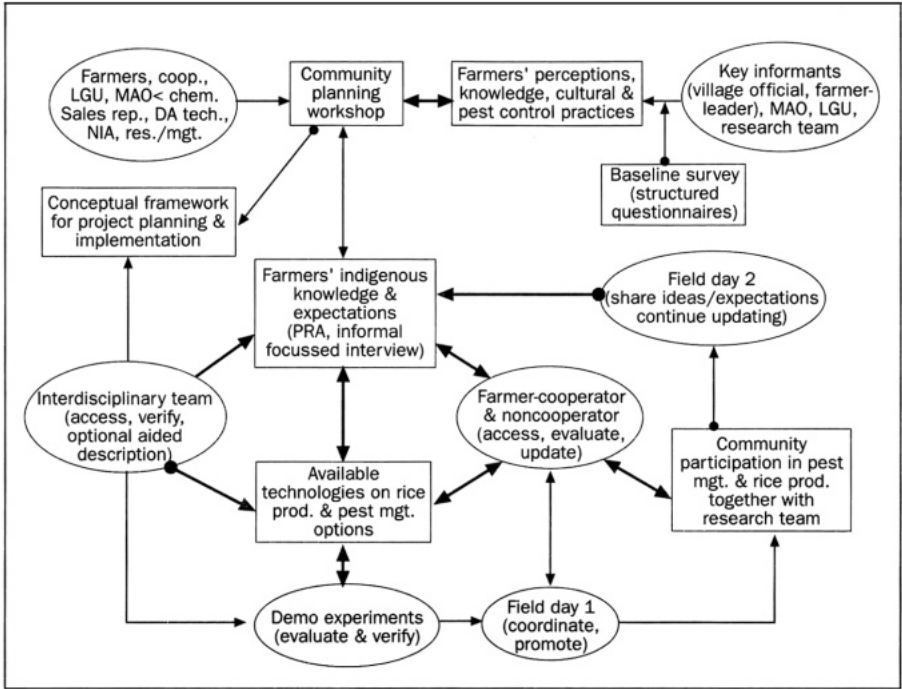 Farmers, coop.,
LGU, MAO< chem.
Sales rep., DA tech.,
NIA, res./mgt.
Community
planning
workshop
Farmers' perceptions,
knowledge, cultural &
pest control practices
Key informants
(village official, farmer-
leader), MAO, LGU,
research team
Baseline survey
(structured
questionnaires)
Conceptual framework
for project planning &
implementation
Farmers' indigenous
knowledge &
expectations
(PRA, informal
focussed interview)
Field day 2
(share ideas/expectations
continue updating)
Interdisciplinary team
(access, verify,
optional aided
description)
Farmer-cooperator
& noncooperator
(access, evaluate,
update)
Available
technologies on rice
prod. & pest mgt.
options
Community
participation in pest
mgt. & rice prod.
together with
research team
Demo experiments
(evaluate & verify)
Field day 1
(coordinate,
promote)